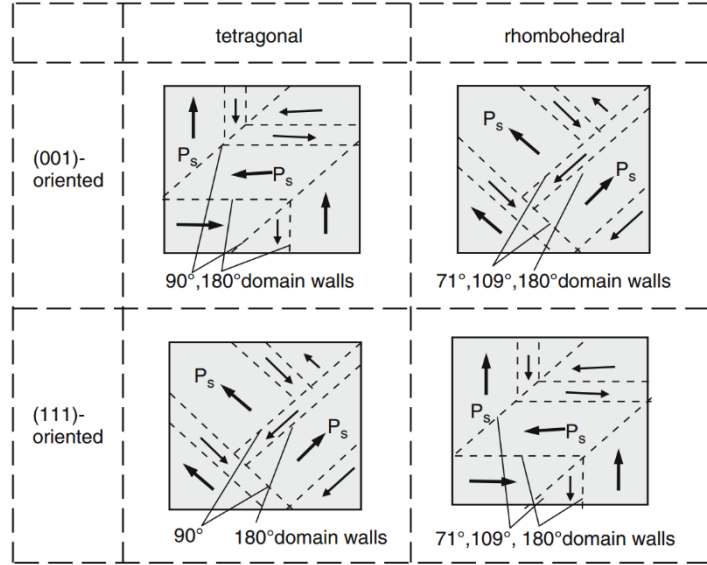 tetragonal rhombohedral
(001)-
oriented
Ps
Ps
90°,180°domain walls
Ps
Ps
71°,109°,180°domain walls
(111)-
oriented
Ps
Ps
90° 180°domain walls
Ps
Ps
71°,109°, 180°domain walls